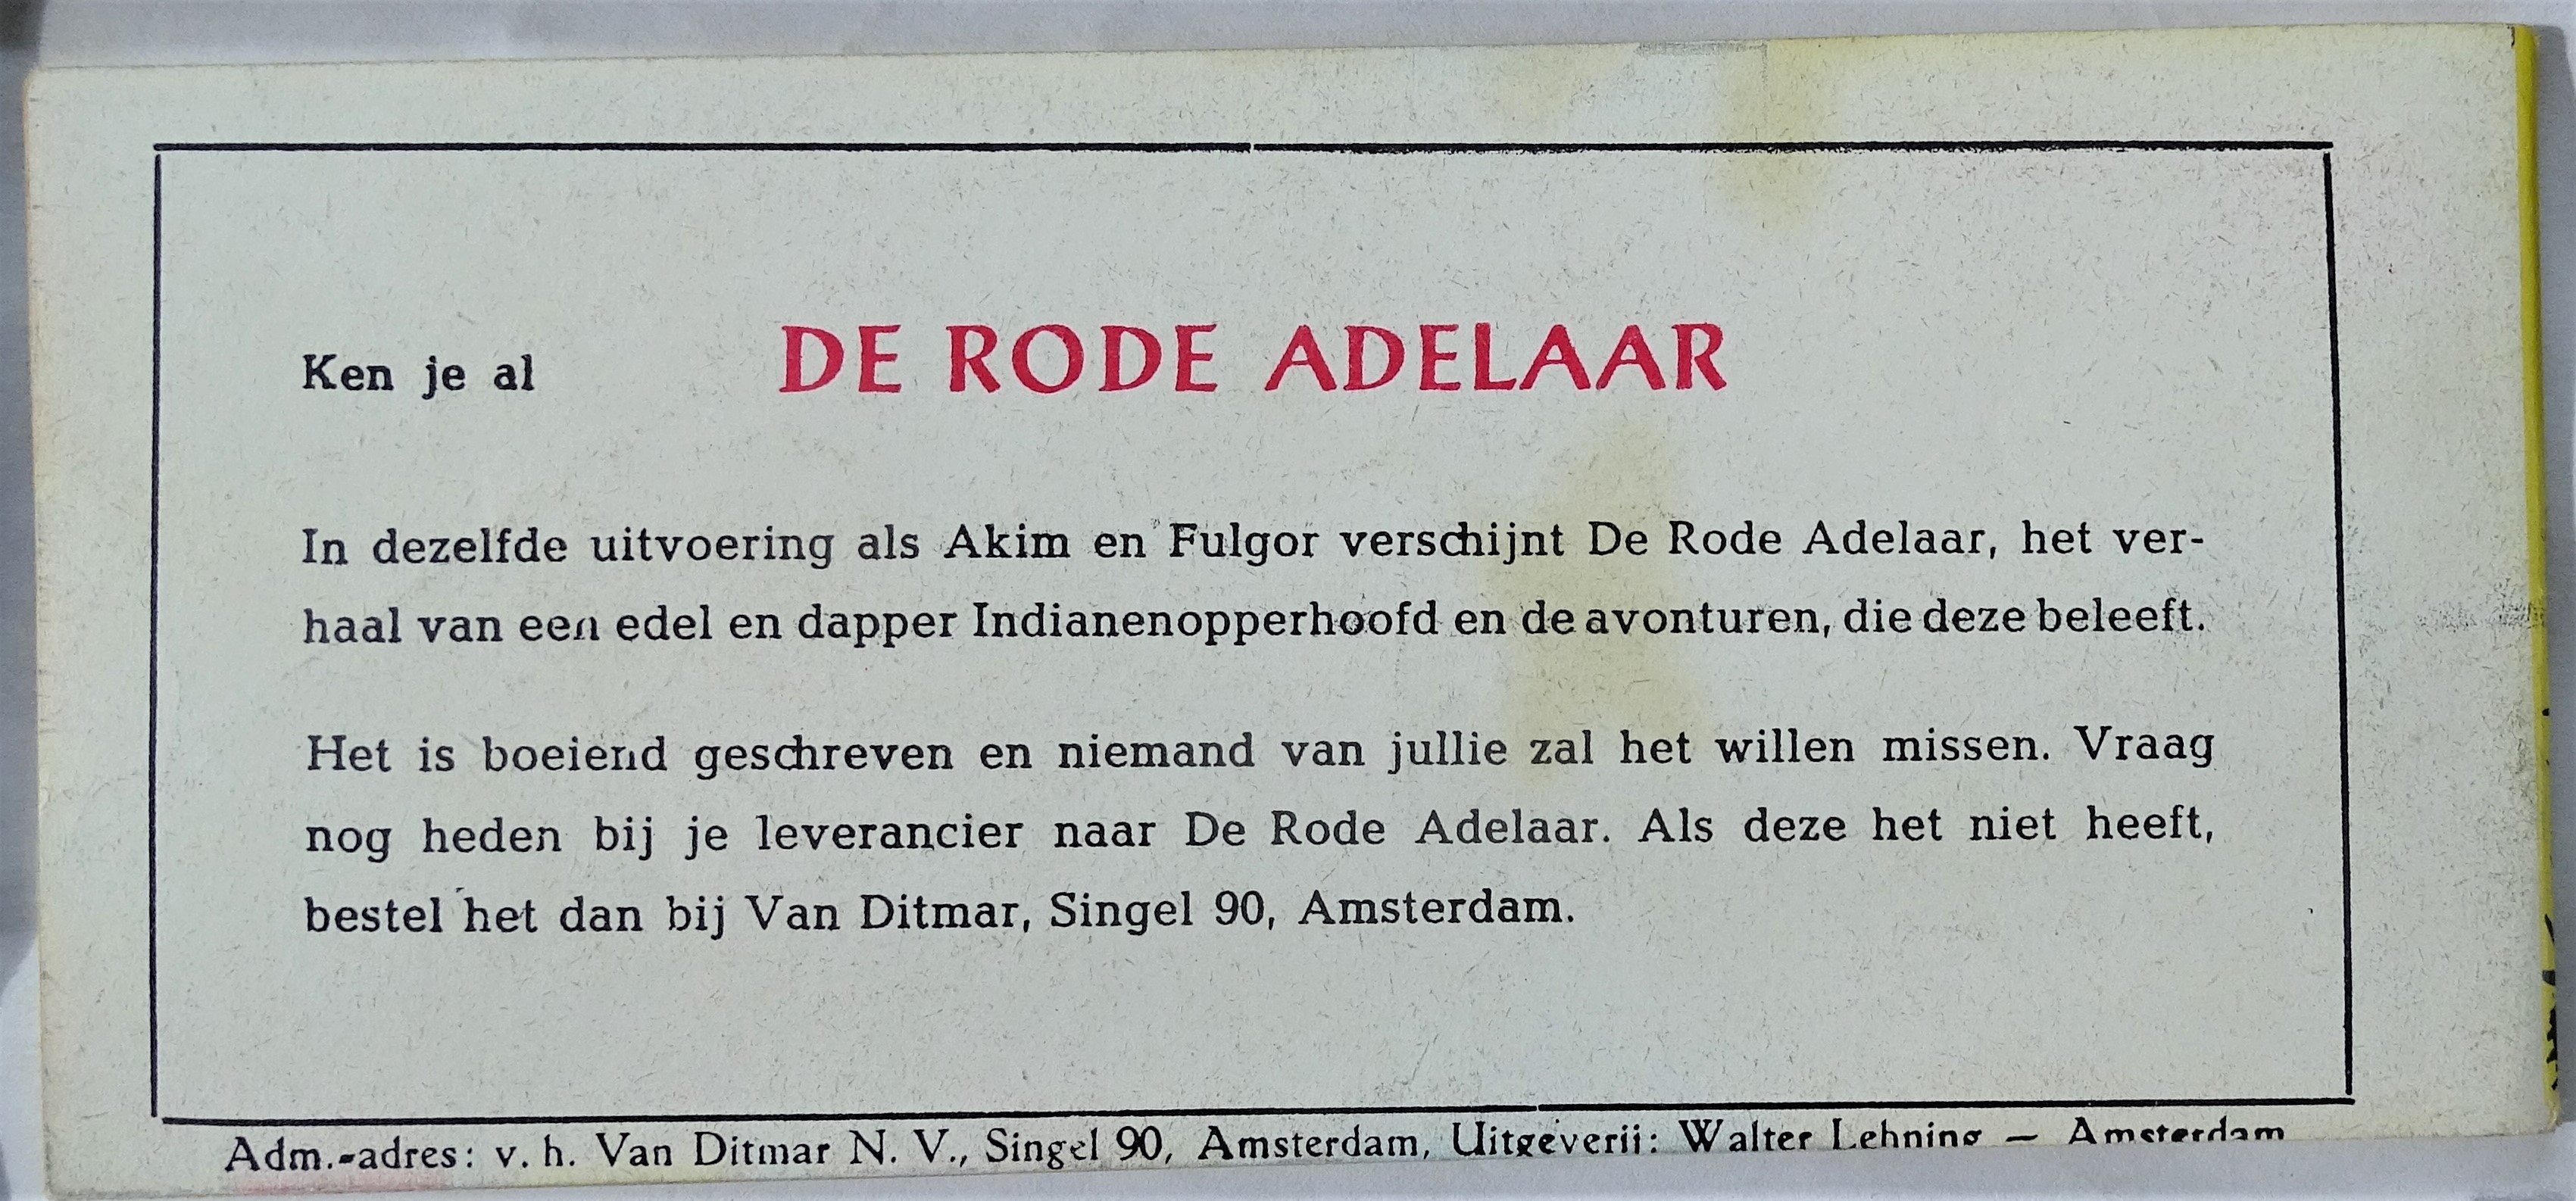 Ken je al DE RODE ADELAAR
In dezelfde uitvoering als Akim en Fulgor verschijnt De Rode Adelaar, het ver-
haal van een edel en dapper Indianenopperhoofd en de avonturen, die deze beleeft.
Het is boeiend geschreven en niemand van jullie zal het willen missen. Vraag
nog heden bij je leverancier naar De Rode Adelaar. Als deze het niet heeft,
bestel het dan bij Van Ditmar, Singel 90, Amsterdam.
Adm.-adres: v. h. Van Ditmar N. V., Singel 90, Amsterdam, Uitgeverij: Walter Lehning — Amsterdam